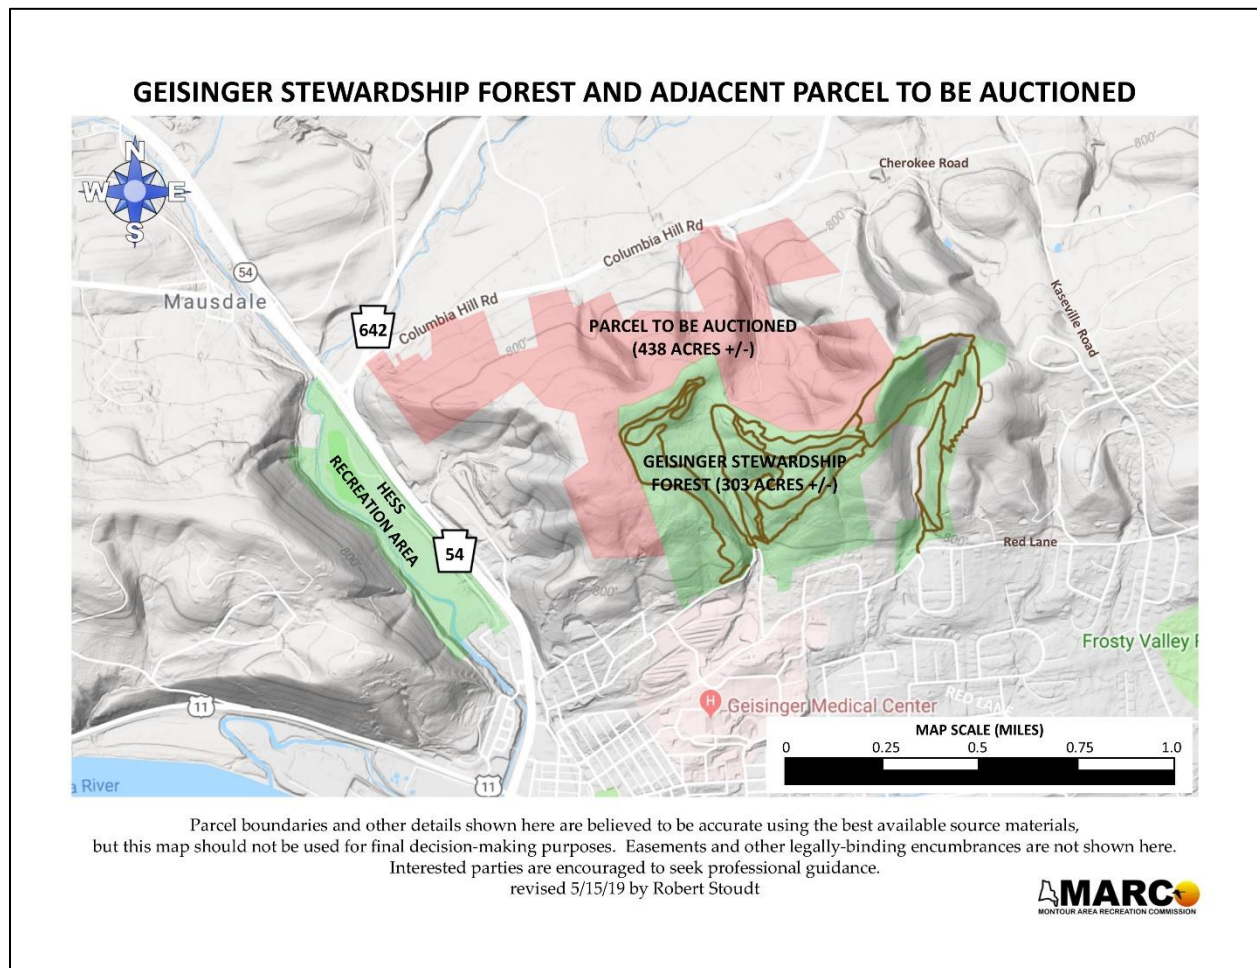 GEISINGER STEWARDSHIP FOREST AND ADJACENT PARCEL TO BE AUCTIONED
N
W E
S
800'
Cherokee Road
Columbia Hill Rd
54
Mausdale
Kaseville Road
642
Columbia Hill Rd
PARCEL TO BE AUCTIONED
(438 ACRES +/-)
800'
GEISINGER STEWARDSHIP
FOREST (303 ACRES +/-)
HESS
RECREATION AREA
54
Red Lane
800'
800'
800'
Frosty Valley
RED LANE
H
Geisinger Medical Center
11
MAP SCALE (MILES)
0 0.25 0.5 0.75 1.0
a River
11
Parcel boundaries and other details shown here are believed to be accurate using the best available source materials,
but this map should not be used for final decision-making purposes. Easements and other legally-binding encumbrances are not shown here.
Interested parties are encouraged to seek professional guidance.
revised 5/15/19 by Robert Stoudt
MARCO
MONTOUR AREA RECREATION COMMISSION